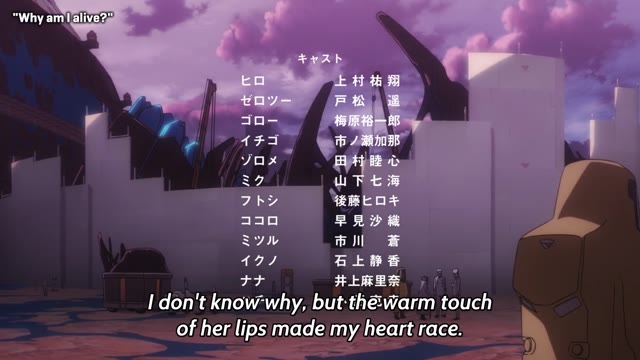 "Why am I alive?"
キャスト
ヒロ 上村祐翔
ゼロツー 戸松 遥
ゴロー 梅原裕一郎
イチゴ 市ノ瀬加那
ゾロメ 田村睦心
ミク 山下七海
フトシ 後藤ヒロキ
ココロ 早見沙織
ミツル 市川 蒼
イクノ 石上静香
ナナ 井上麻里奈
I don't know why, but the warm touch
of her lips made my heart race.